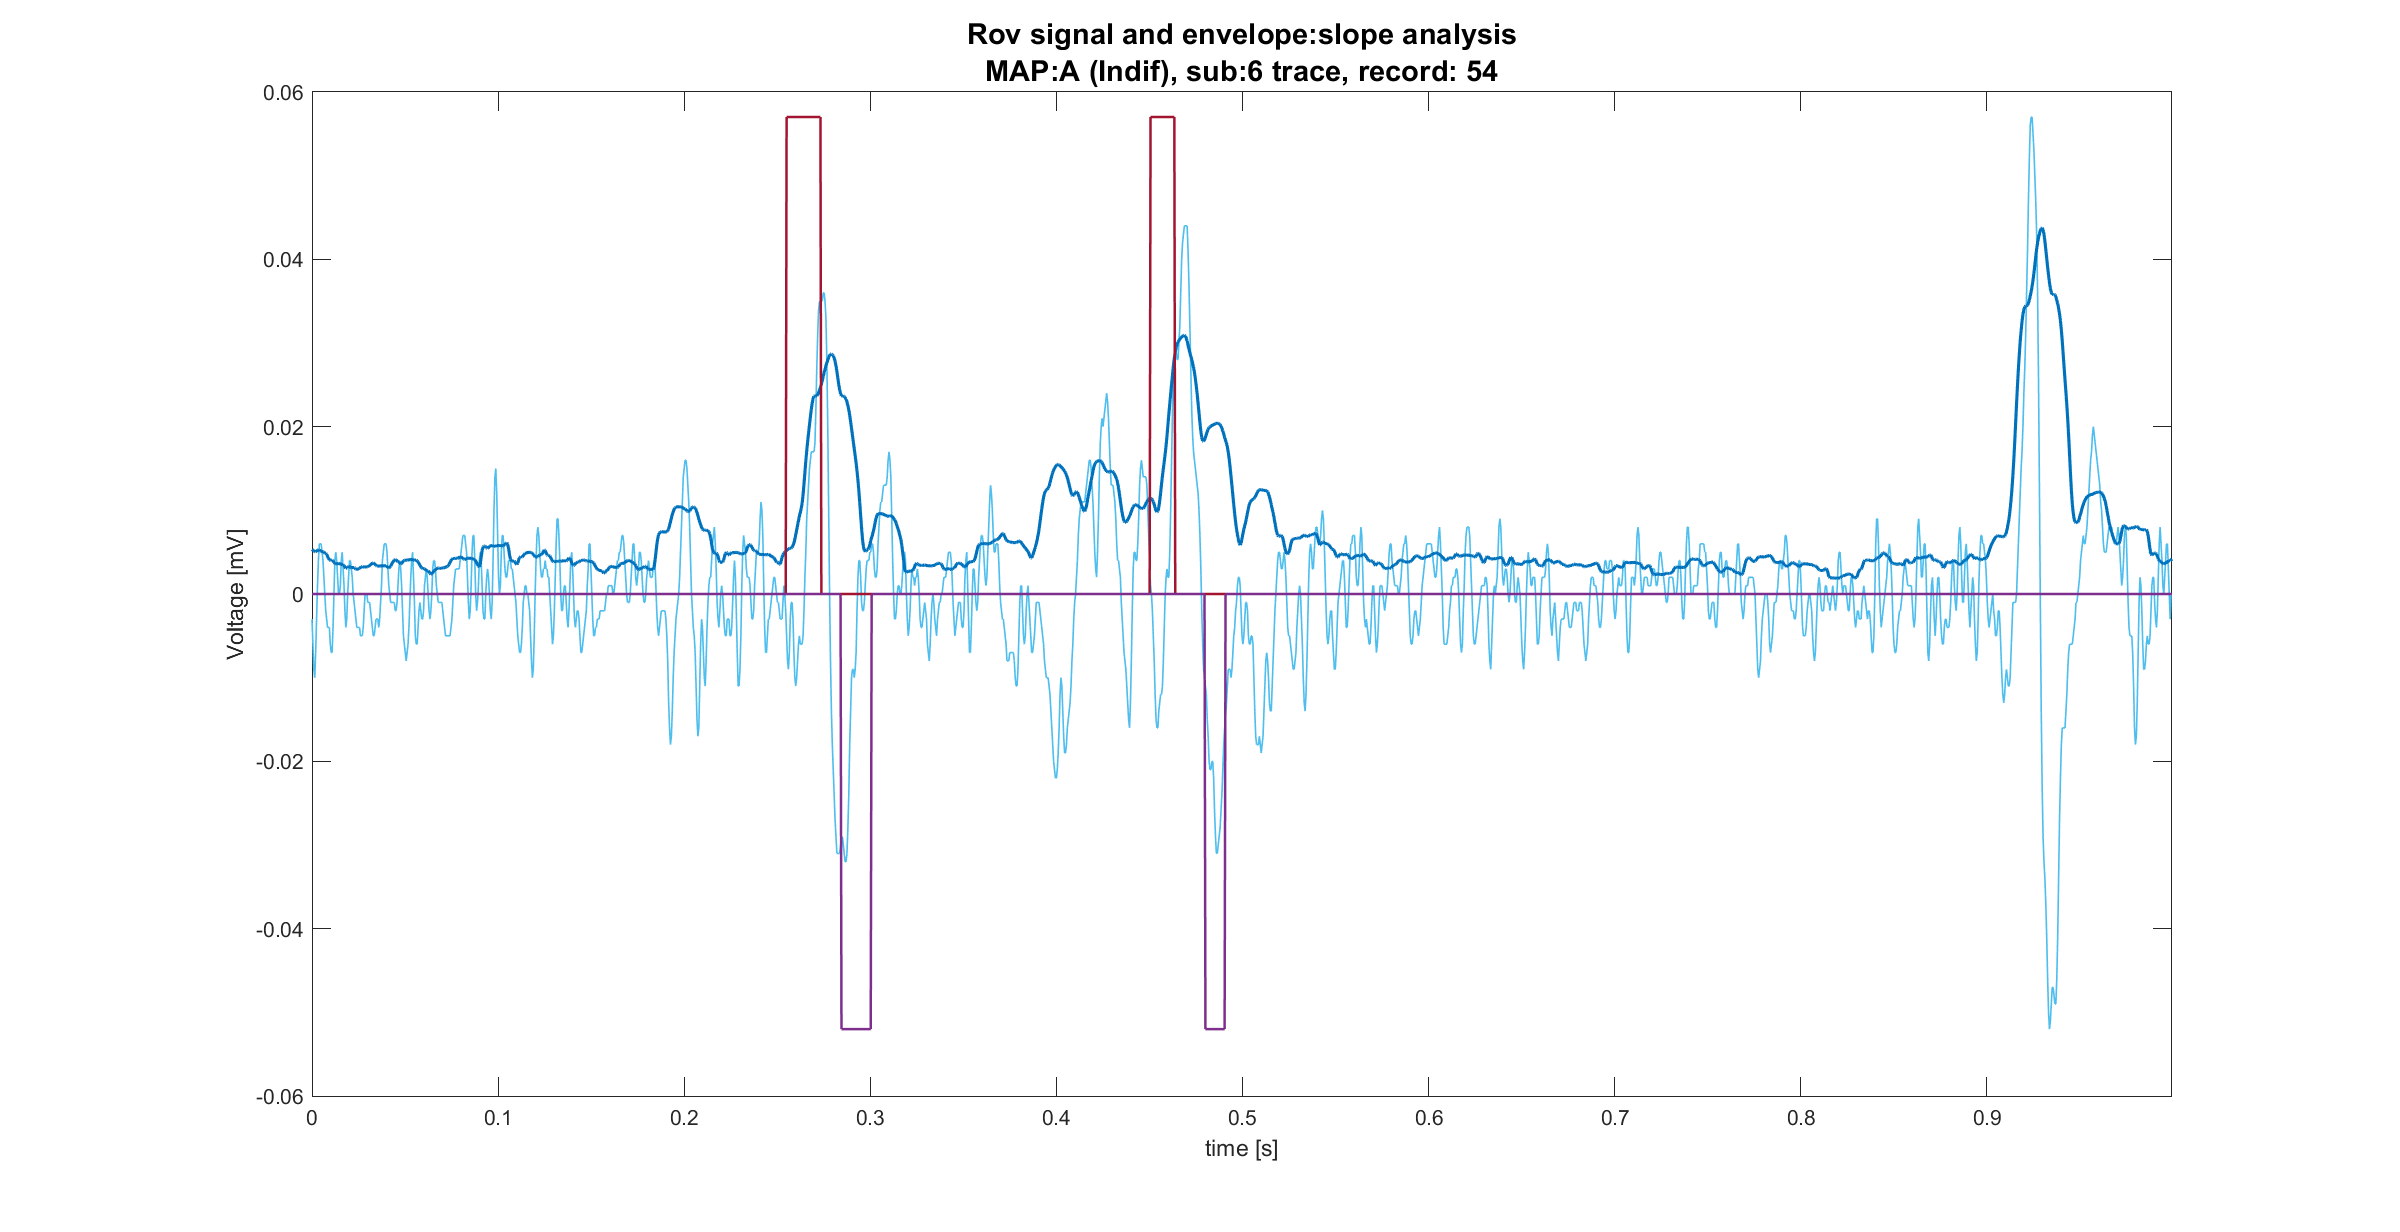 Rov signal and envelope:slope analysis
MAP:A (Indif), sub:6 trace, record: 54
0.06
0.04
0.02
0
-0.02
-0.04
-0.06
Voltage [mV]
0 0.1 0.2 0.3 0.4 0.5 0.6 0.7 0.8 0.9
time [s]